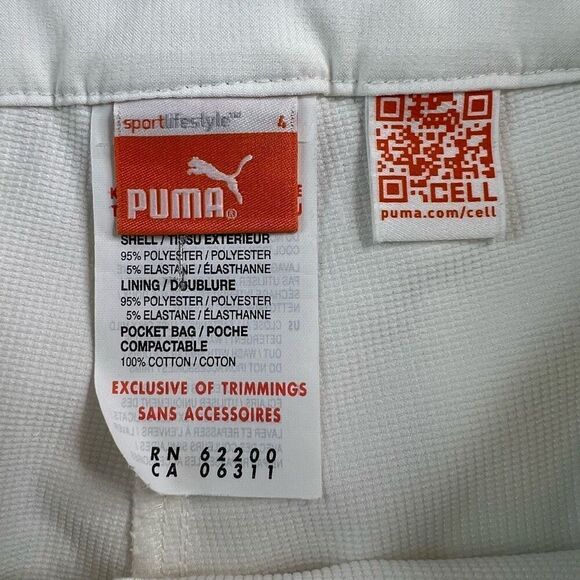 sportlifestyle™ 4
PUMA®
SHELL / TISSU EXTÉRIEUR
95% POLYESTER / POLYESTER
5% ELASTANE / ÉLASTHANNE
LINING / DOUBLURE
95% POLYESTER / POLYESTER
5% ELASTANE / ÉLASTHANNE
POCKET BAG / POCHE
COMPACTABLE
100% COTTON / COTON
EXCLUSIVE OF TRIMMINGS
SANS ACCESSOIRES
RN 62200
CA 06311
CELL
puma.com/cell